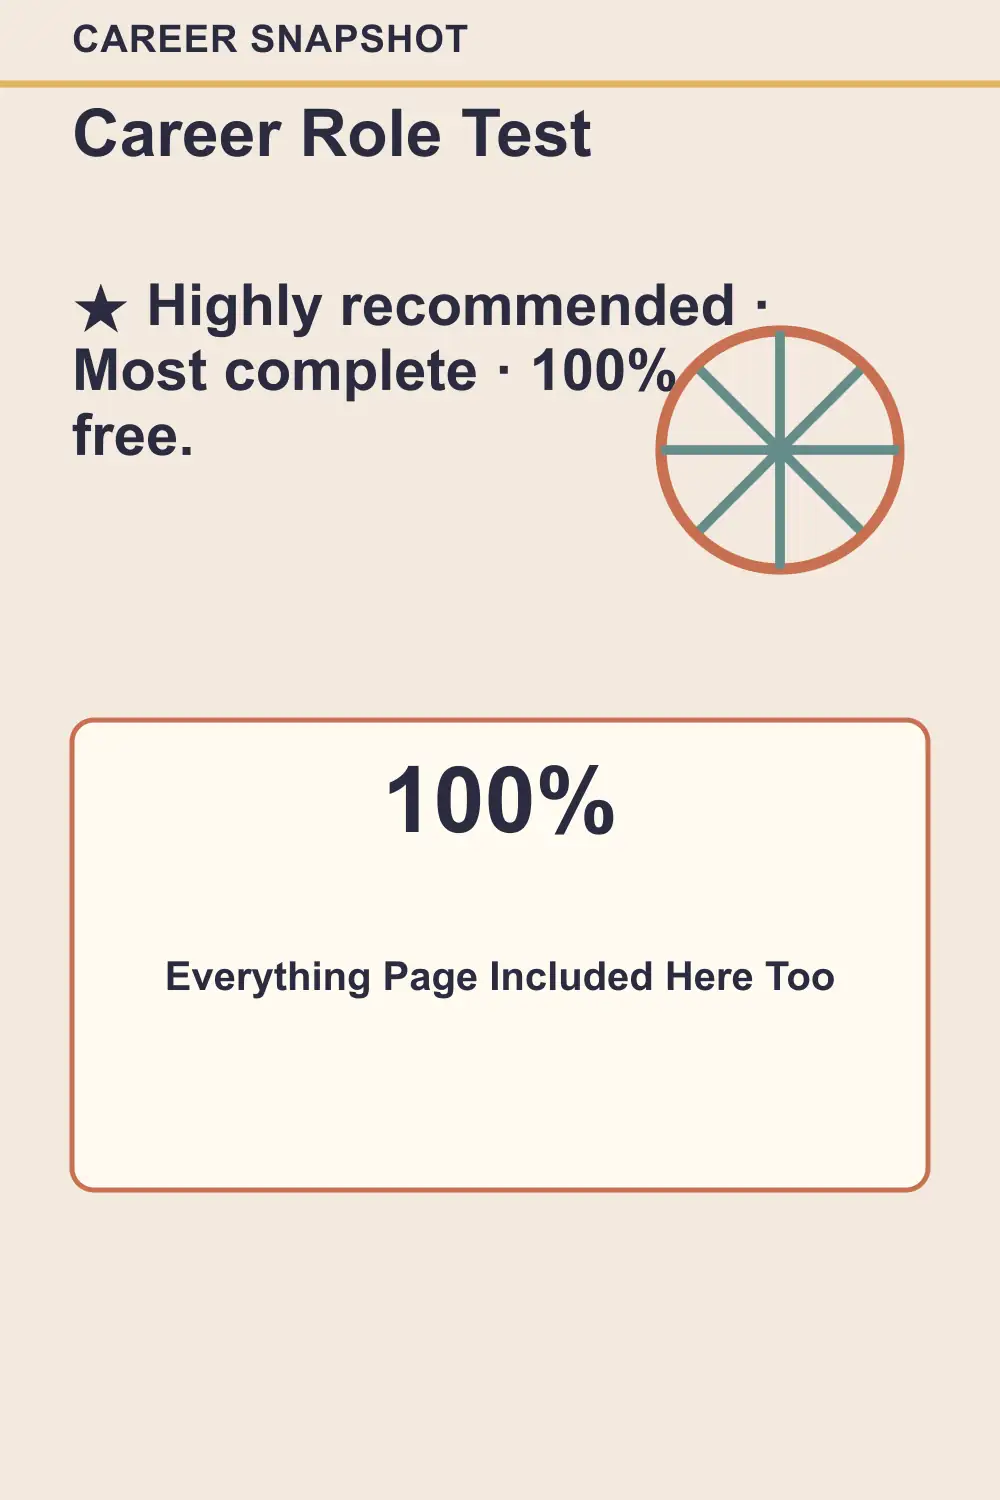 CAREER SNAPSHOT
Career Role Test
★ Highly recommended ·
Most complete · 100%
free.
100%
Everything Page Included Here Too